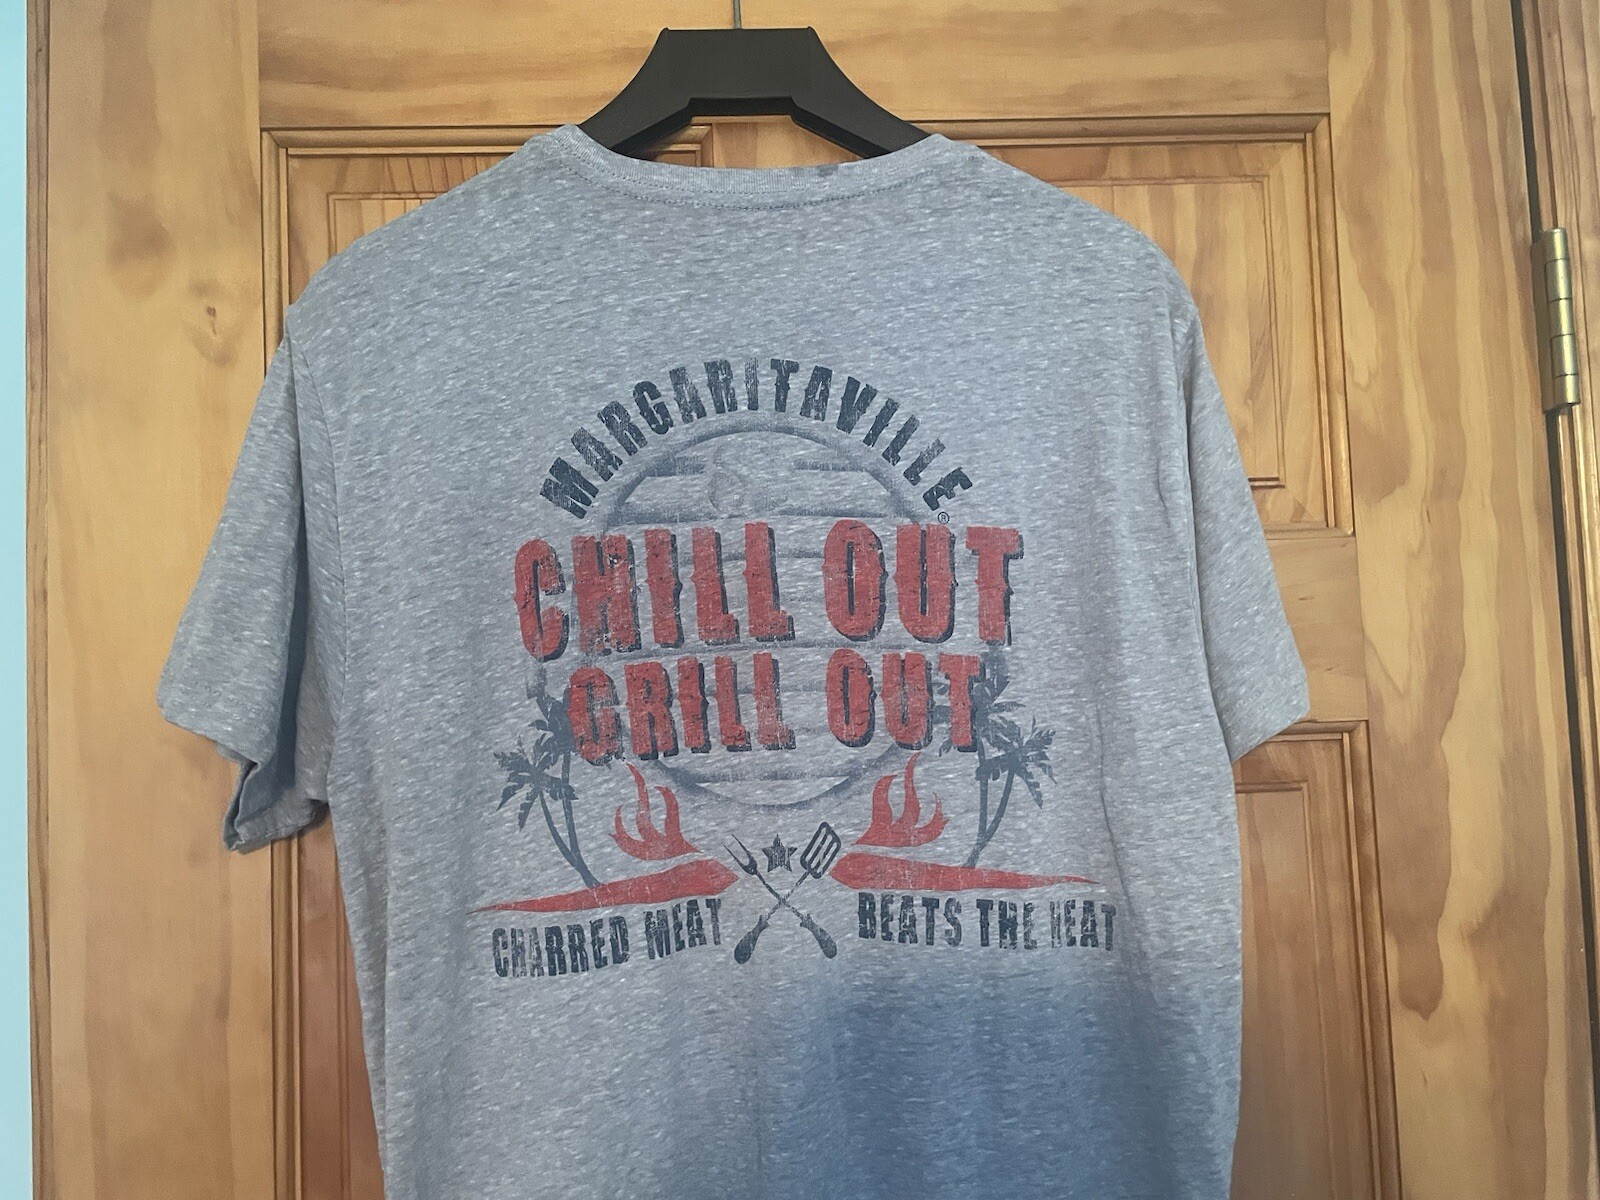 MARGARITAVILLE®
CHILL OUT
GRILL OUT
CHARRED MEAT BEATS THE HEAT